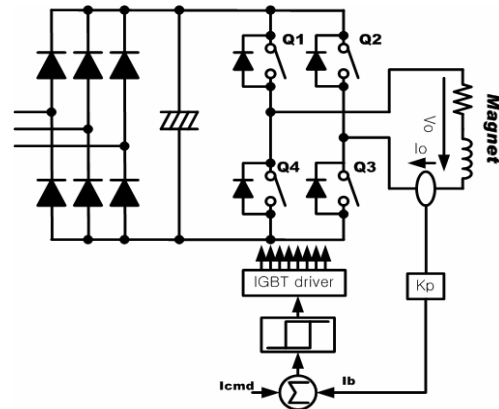 Q1
Q2
Magnet
Vo
Io
Q4
Q3
IGBT driver
Kp
Icmd
Σ
Ib